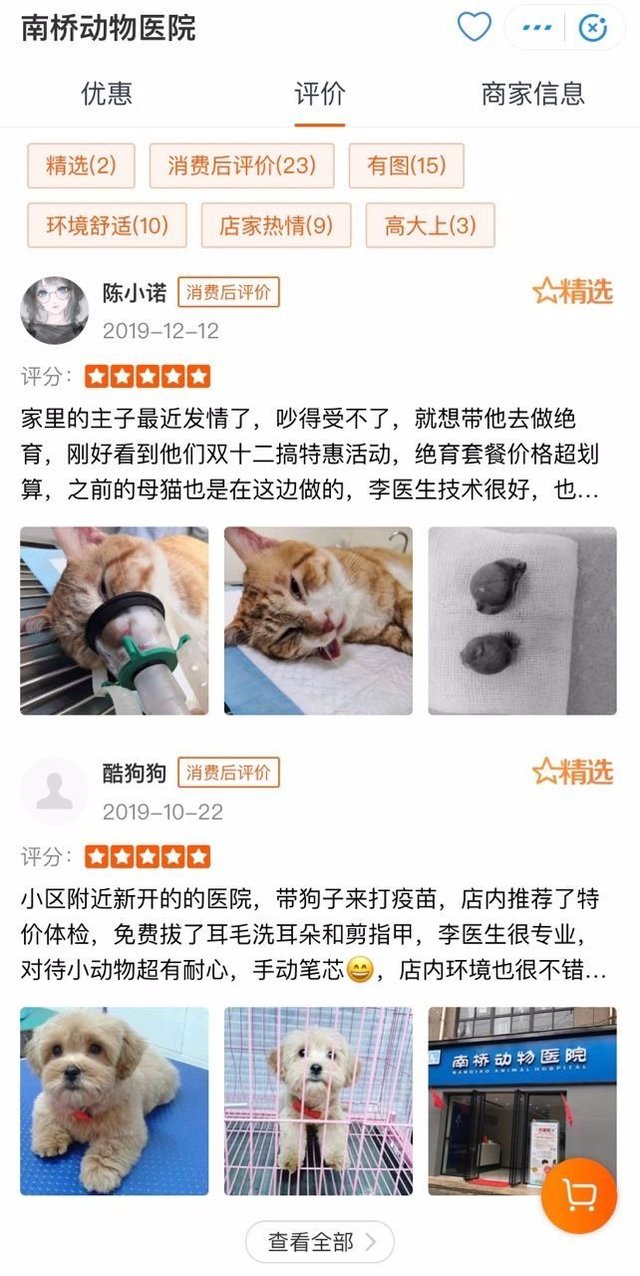 南桥动物医院
优惠
评价
商家信息
精选(2)
消费后评价(23)
有图(15)
环境舒适(10)
店家热情(9)
高大上(3)
陈小诺
消费后评价
精选
2019-12-12
评分：
家里的主子最近发情了，吵得受不了，就想带他去做绝
育，刚好看到他们双十二搞特惠活动，绝育套餐价格超划
算，之前的母猫也是在这边做的，李医生技术很好，也...
酷狗狗
消费后评价
精选
2019-10-22
评分：
小区附近新开的的医院，带狗子来打疫苗，店内推荐了特
价体检，免费拔了耳毛洗耳朵和剪指甲，李医生很专业，
对待小动物超有耐心，手动笔芯😄，店内环境也很不错...
南桥动物医院
NANQIAO ANIMAL HOSPITAL
查看全部